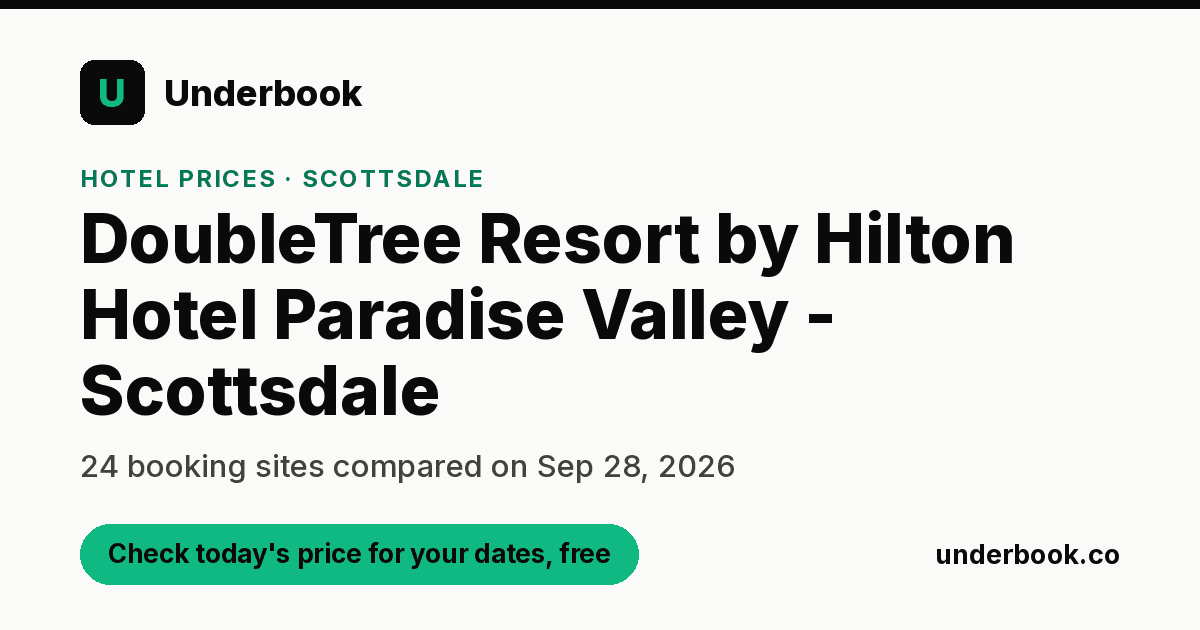 U Underbook
HOTEL PRICES · SCOTTSDALE
DoubleTree Resort by Hilton
Hotel Paradise Valley -
Scottsdale
24 booking sites compared on Sep 28, 2026
Check today's price for your dates, free
underbook.co